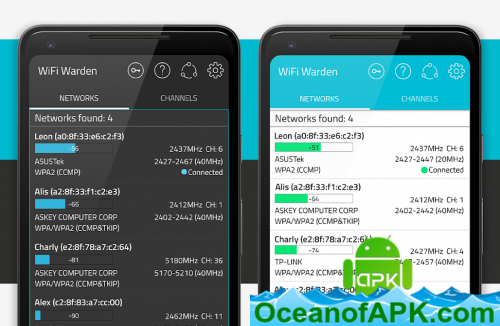 WiFi Warden
NETWORKS CHANNELS
Networks found: 4
Leon (a0:8f:33:e6:c2:f3)
-56 2437MHz CH: 6
ASUSTek 2427-2467 (40MHz)
WPA2 (CCMP) Connected
Alis (a2:8f:33:f1:c2:e3)
-66 2412MHz CH: 1
ASKEY COMPUTER CORP 2402-2442 (40MHz)
WPA/WPA2 (CCMP&TKIP)
Charly (e2:8f:78:a7:c2:64)
-81 5180MHz CH: 36
ASKEY COMPUTER CORP 5170-5210 (40MHz)
WPA/WPA2 (CCMP&TKIP)
Alex (c2:8f:83:a7:cc:00)
-90 2462MHz CH: 11
WiFi Warden
NETWORKS CHANNELS
Networks found: 4
Leon (a0:8f:33:e6:c2:f3)
-51 2437MHz CH: 6
ASUSTek 2427-2447 (20MHz)
WPA2 (CCMP) Connected
Alis (a2:8f:33:f1:c2:e3)
-64 2412MHz CH: 1
ASKEY COMPUTER CORP 2402-2422 (20MHz)
WPA/WPA2 (CCMP&TKIP)
Charly (e2:8f:78:a7:c2:64)
-74 2427MHz CH: 4
TP-LINK -2457 (40MHz)
WPA/WPA2 (CCMP&TKIP)
APK
OceanofAPK.com